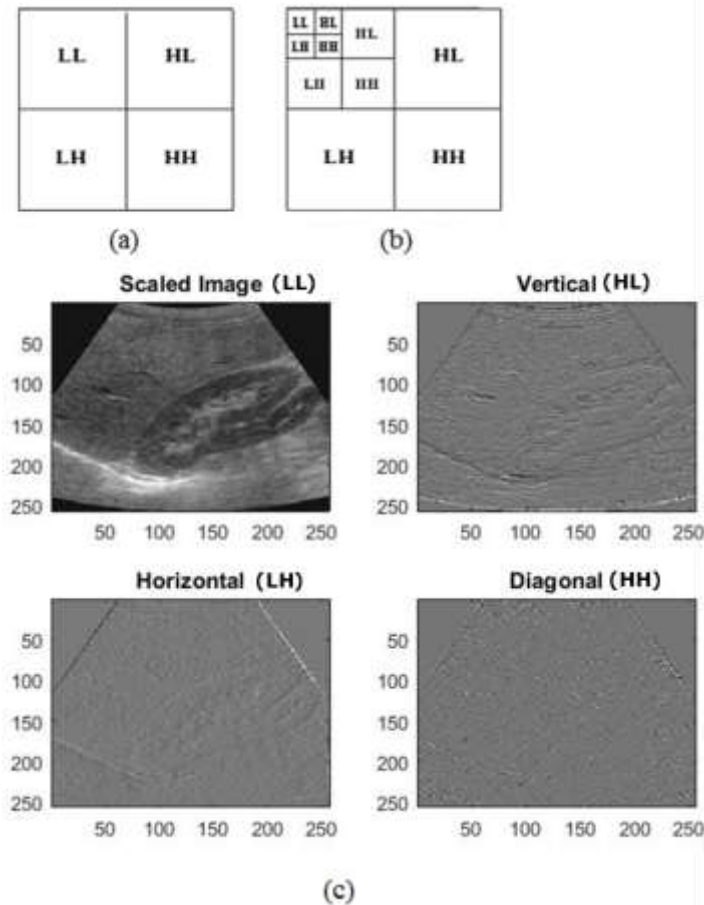 LL HL
LH HH
(a)
LL HL
LH HH
HL
LH HH
HL
LH HH
(b)
Scaled Image (LL)
50
100
150
200
250
50 100 150 200 250
Vertical (HL)
50
100
150
200
250
50 100 150 200 250
Horizontal (LH)
50
100
150
200
250
50 100 150 200 250
Diagonal (HH)
50
100
150
200
250
50 100 150 200 250
(c)